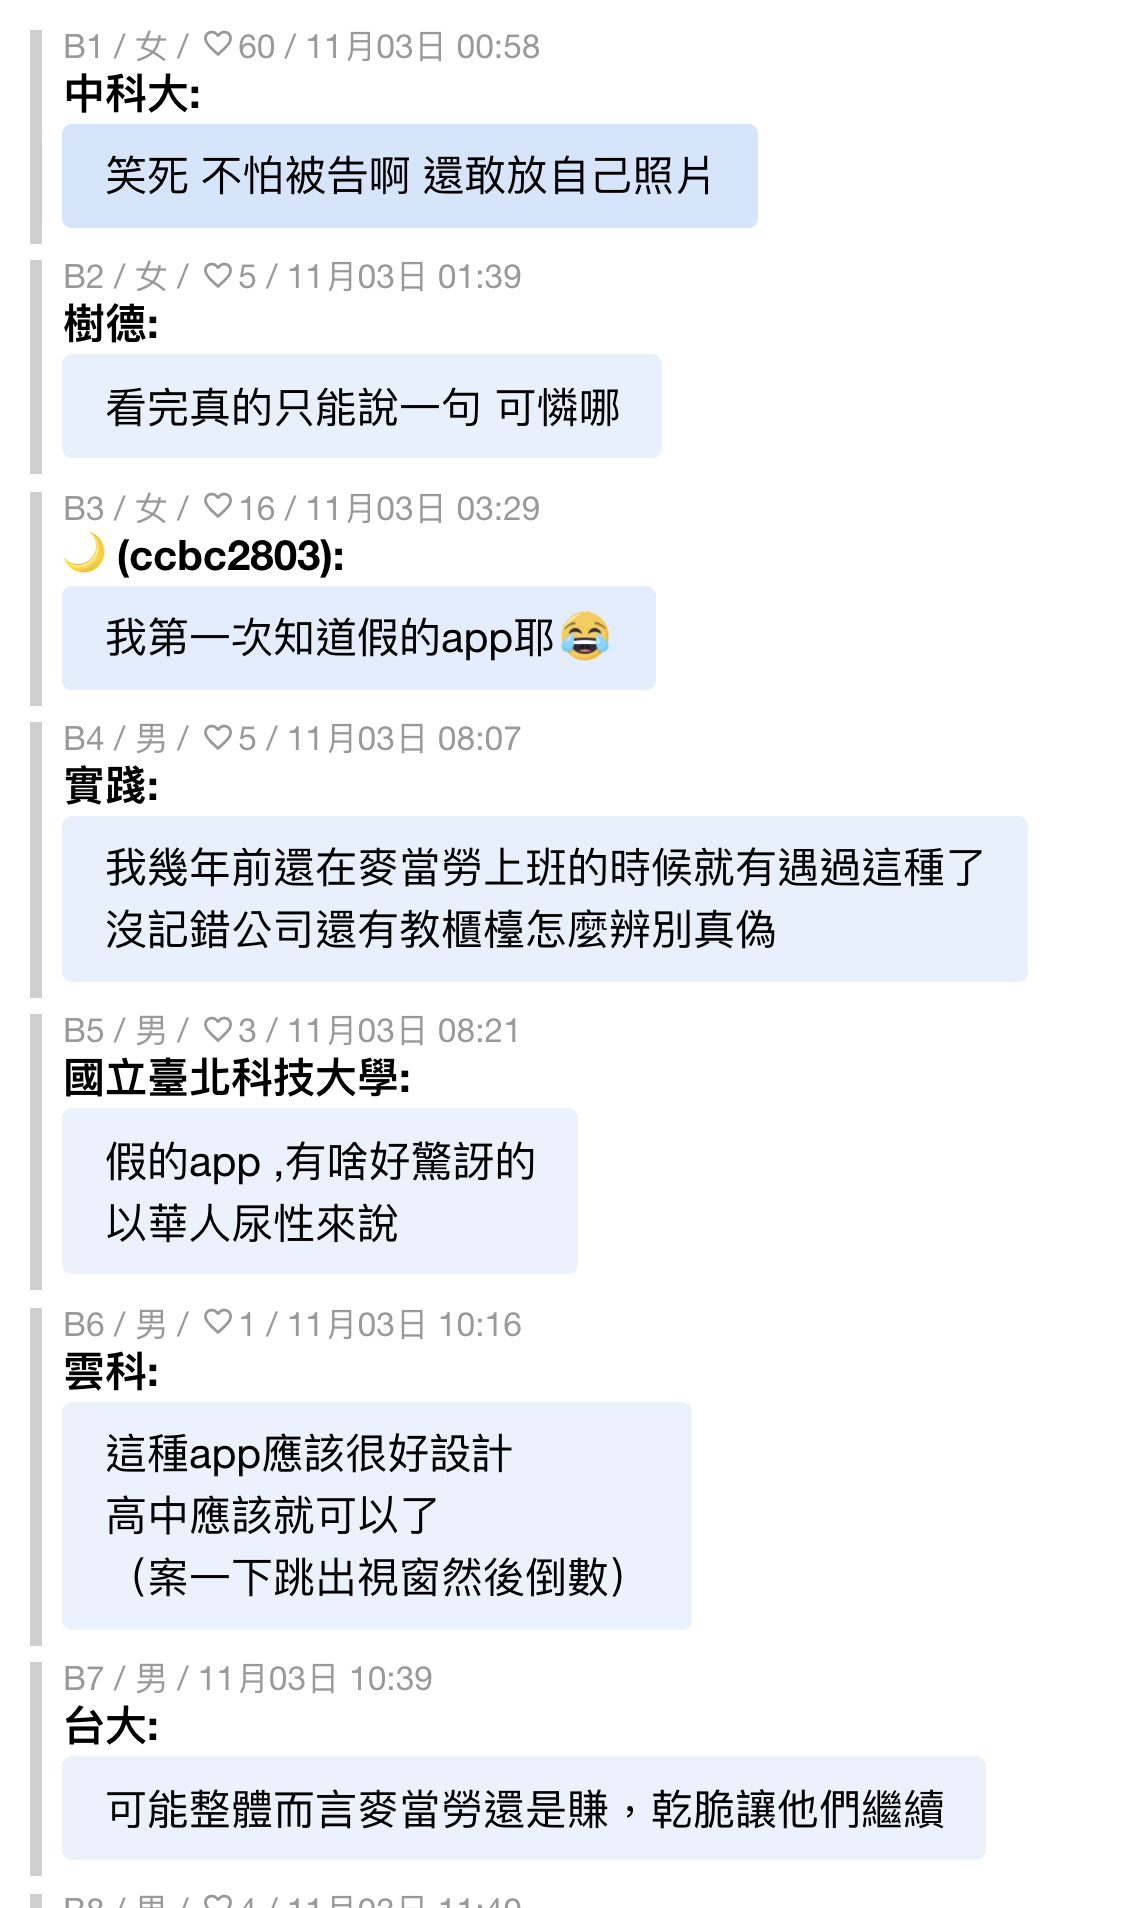 B1 / 女 / ♡60 / 11月03日 00:58
中科大:
笑死 不怕被告啊 還敢放自己照片
B2 / 女 / ♡5 / 11月03日 01:39
樹德:
看完真的只能說一句 可憐哪
B3 / 女 / ♡16 / 11月03日 03:29
🌙 (ccbc2803):
我第一次知道假的app耶😂
B4 / 男 / ♡5 / 11月03日 08:07
實踐:
我幾年前還在麥當勞上班的時候就有遇過這種了
沒記錯公司還有教櫃檯怎麼辨別真偽
B5 / 男 / ♡3 / 11月03日 08:21
國立臺北科技大學:
假的app ,有啥好驚訝的
以華人尿性來說
B6 / 男 / ♡1 / 11月03日 10:16
雲科:
這種app應該很好設計
高中應該就可以了
（案一下跳出視窗然後倒數）
B7 / 男 / 11月03日 10:39
台大:
可能整體而言麥當勞還是賺，乾脆讓他們繼續
B8 / 男 / ♡4 / 11月03日 11:40